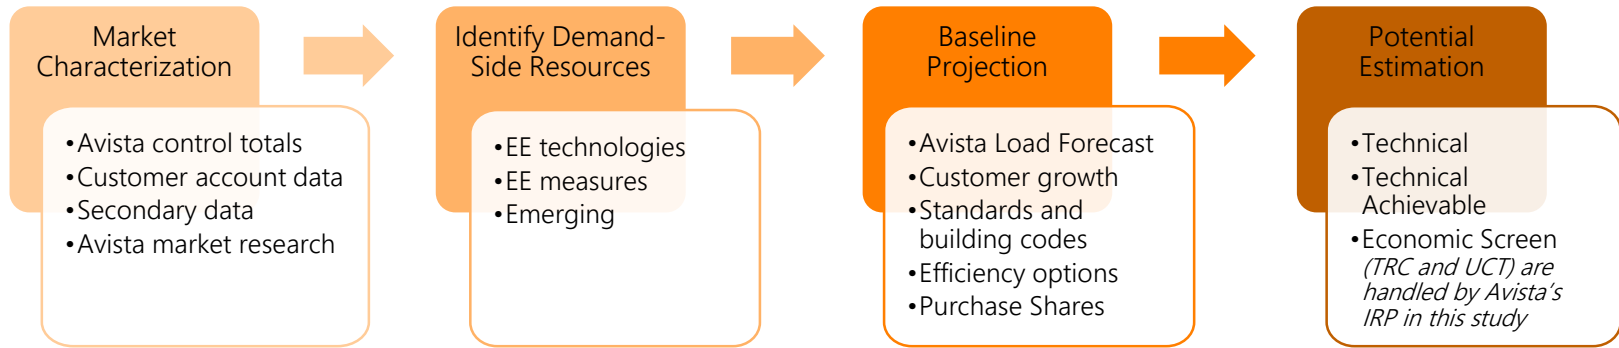 Market
Characterization
•Avista control totals
•Customer account data
•Secondary data
•Avista market research
Identify Demand-
Side Resources
•EE technologies
•EE measures
•Emerging
Baseline
Projection
•Avista Load Forecast
•Customer growth
•Standards and
building codes
•Efficiency options
•Purchase Shares
Potential
Estimation
•Technical
•Technical
Achievable
•Economic Screen
(TRC and UCT) are
handled by Avista’s
IRP in this study